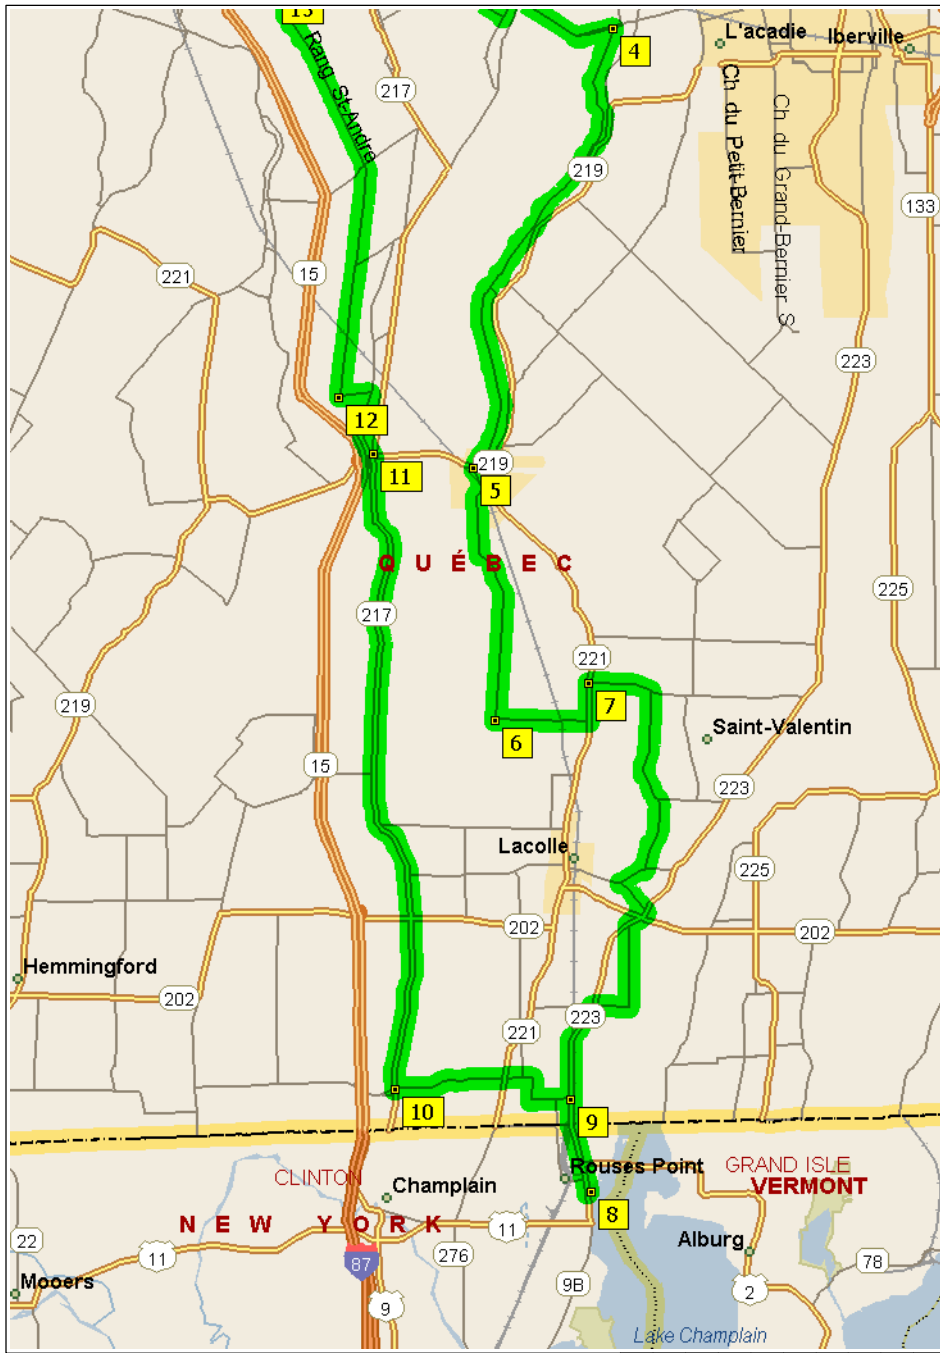 13
4
L'acadie
Iberville
Rang St-Andre
217
Ch du Petit-Bernier
Ch du Grand-Bernier S
219
133
221
15
223
12
11
219
5
QUÉBEC
217
225
221
7
219
6
Saint-Valentin
15
223
Lacolle
225
202
202
Hemmingford
202
223
221
10
9
CLINTON
Rouses Point
GRAND ISLE
VERMONT
Champlain
8
NEW YORK
11
22
11
276
Alburg
78
87
Mooers
9
9B
2
Lake Champlain